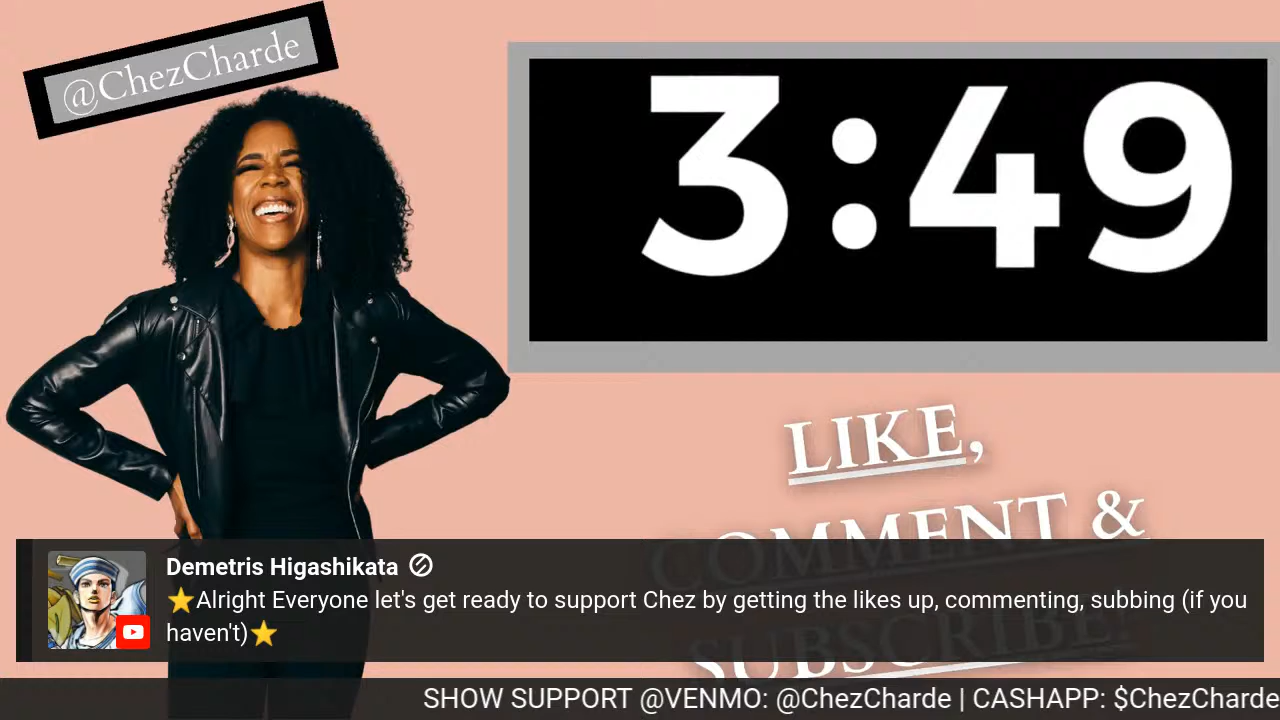 @ChezCharde
3:49
LIKE,
COMMENT &
SUBSCRIBE!
Demetris Higashikata
⭐Alright Everyone let's get ready to support Chez by getting the likes up, commenting, subbing (if you
haven't)⭐
SHOW SUPPORT @VENMO: @ChezCharde | CASHAPP: $ChezCharde